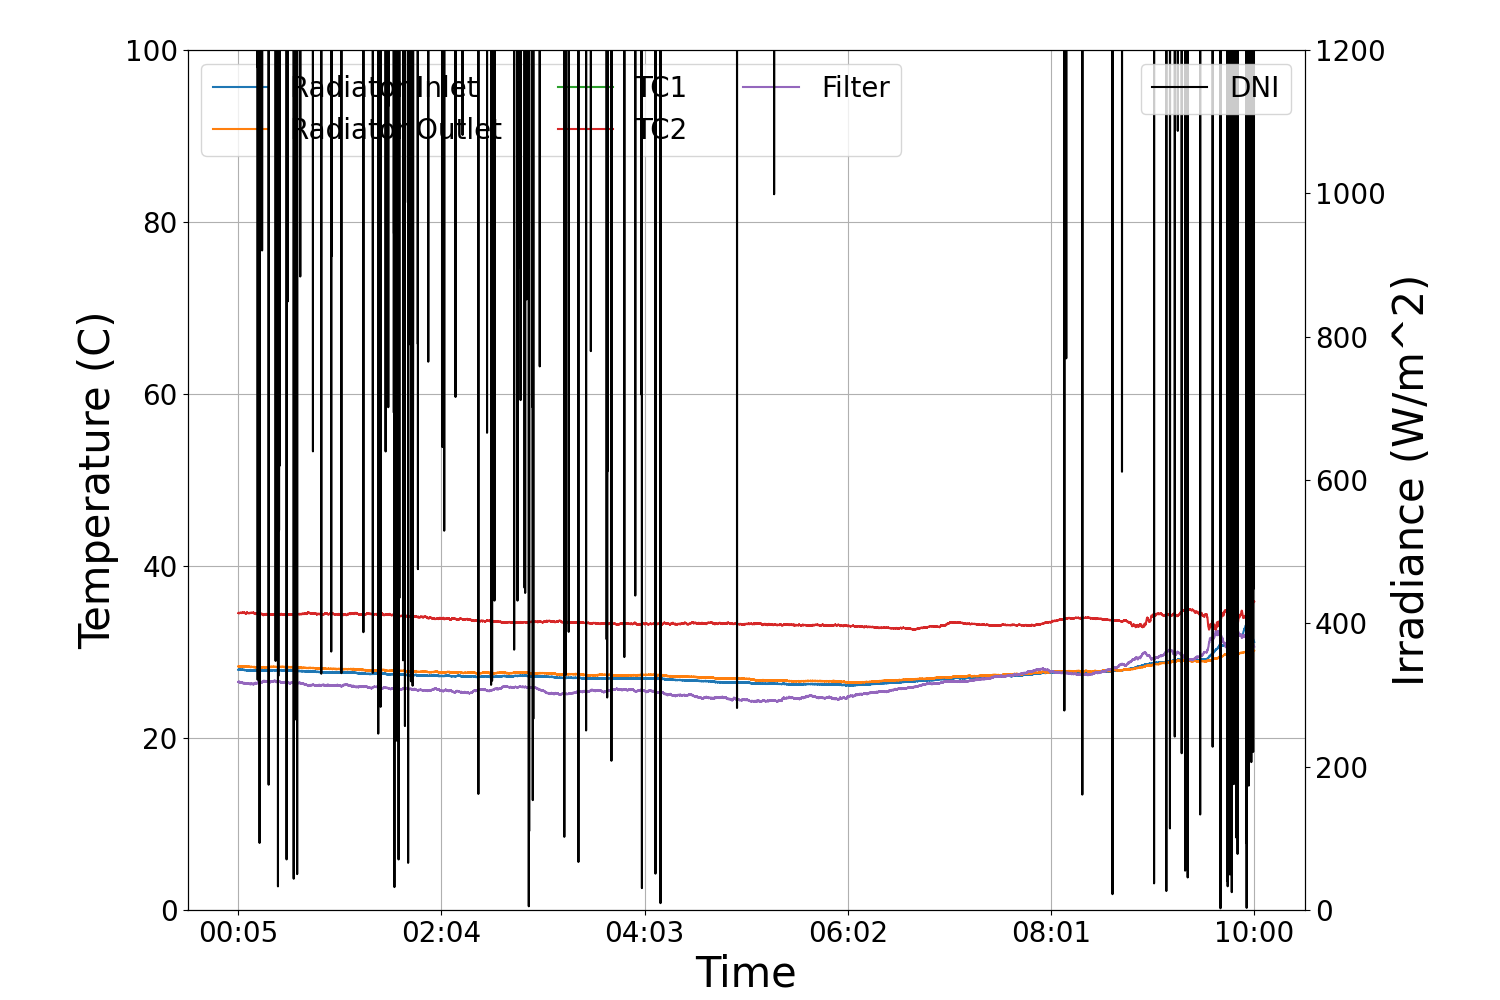 100
80
60
40
20
0
Temperature (C)
Radiator Inlet
Radiator Outlet
TC1
TC2
Filter
DNI
1200
1000
800
600
400
200
0
Irradiance (W/m^2)
00:05 02:04 04:03 06:02 08:01 10:00
Time